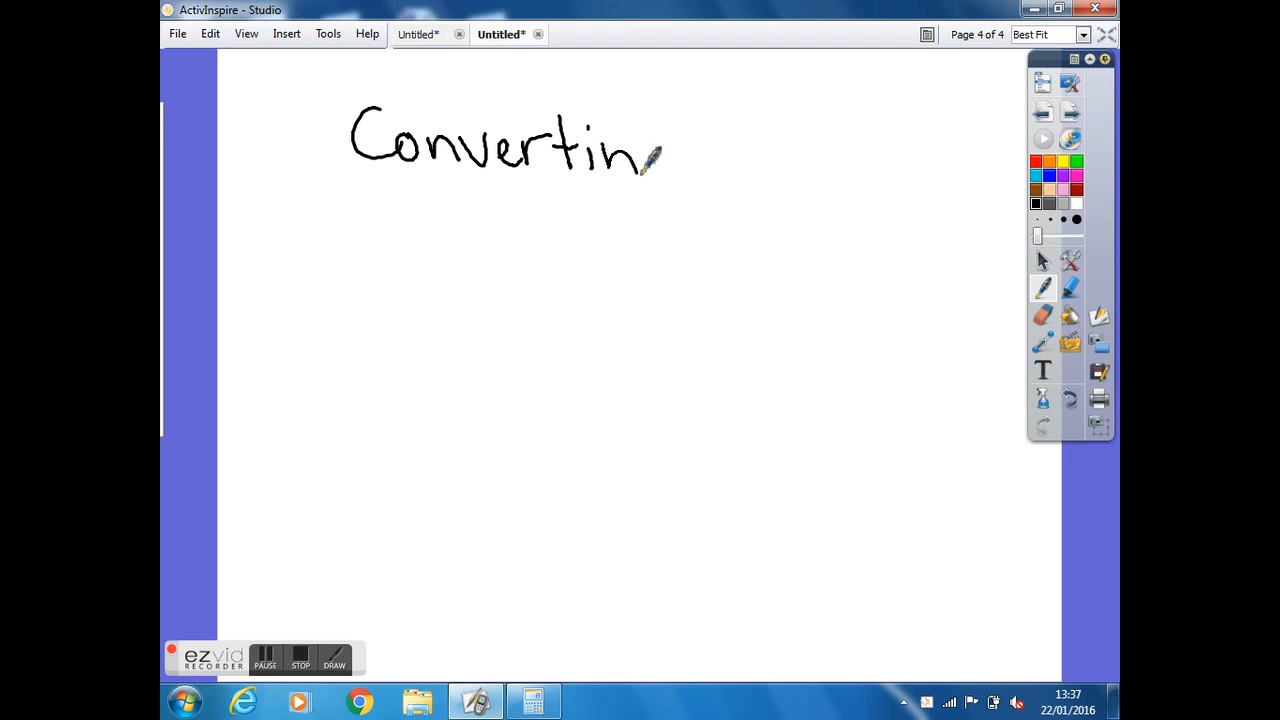 ActivInspire - Studio
File Edit View Insert Tools Help Untitled* Untitled* Page 4 of 4 Best Fit
Convertin
T
ezvid
RECORDER
PAUSE STOP DRAW
13:37
22/01/2016